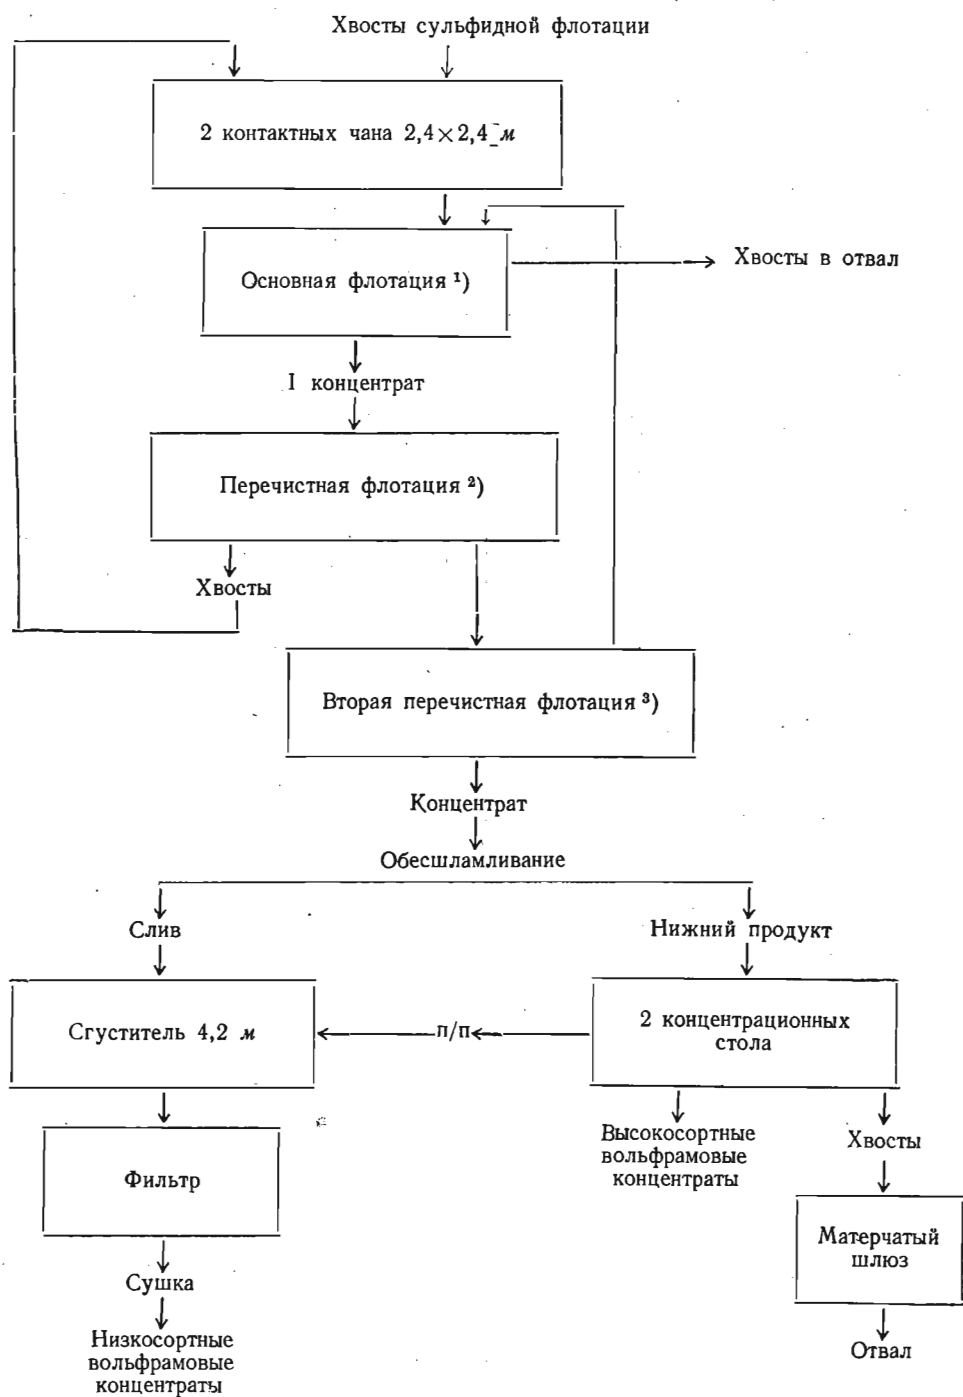 Хвосты сульфидной флотации
2 контактных чана 2,4×2,4 м
Основная флотация ¹)
Хвосты в отвал
I концентрат
Перечистная флотация ²)
Хвосты
Вторая перечистная флотация ³)
Концентрат
Обесшламливание
Слив
Нижний продукт
Сгуститель 4,2 м
п/п
2 концентрационных
стола
Высокосортные
вольфрамовые
концентраты
Хвосты
Фильтр
Матерчатый
шлюз
Сушка
Отвал
Низкосортные
вольфрамовые
концентраты